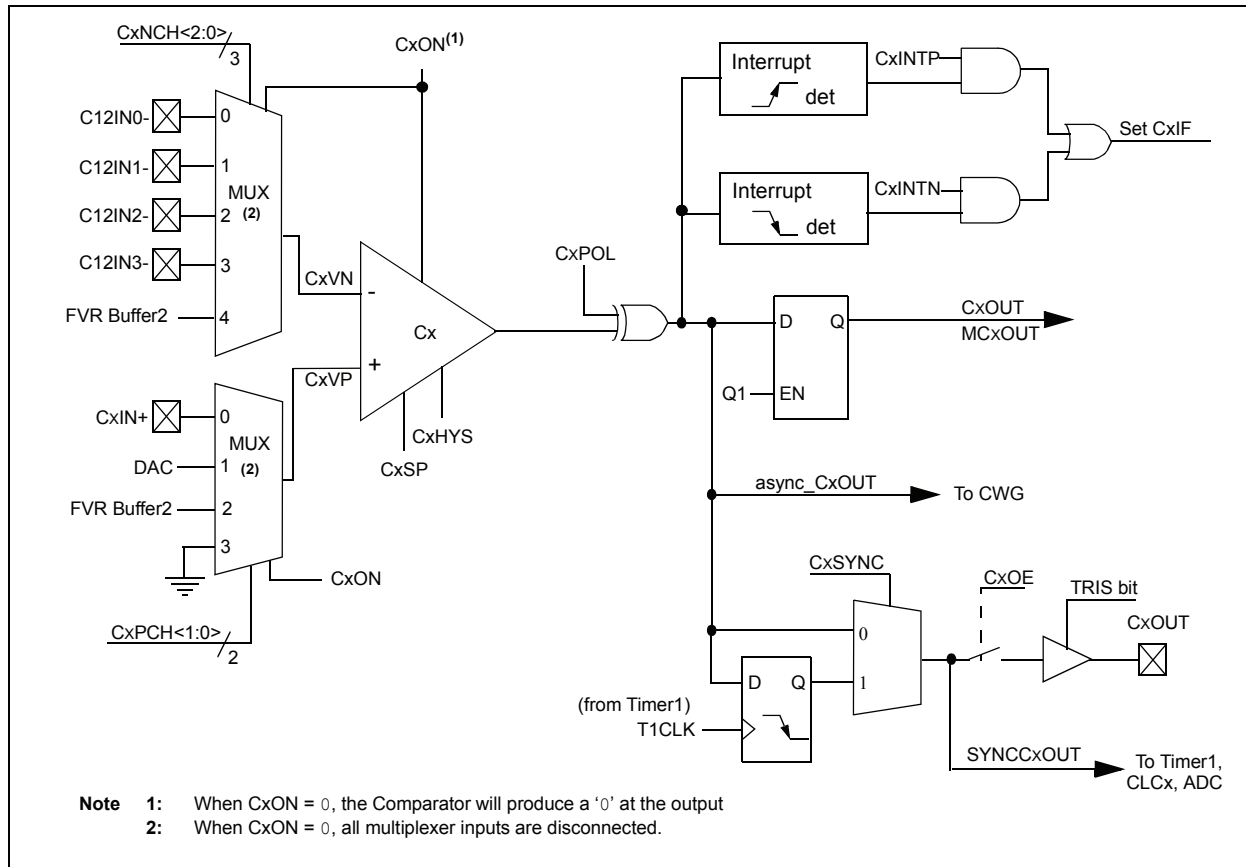 CxNCH<2:0>
3
CxON(1)
Interrupt
det
CxINTP
Set CxIF
C12IN0-
0
C12IN1-
1
MUX
(2)
C12IN2-
2
C12IN3-
3
FVR Buffer2
4
Interrupt
det
CxINTN
CxPOL
CxVN
-
Cx
CxVP
+
CxHYS
CxSP
D
Q
Q1
EN
CxOUT
MCxOUT
CxIN+
0
MUX
(2)
DAC
1
FVR Buffer2
2
3
CxON
CxPCH<1:0>
2
async_CxOUT
To CWG
CxSYNC
CxOE
TRIS bit
CxOUT
0
D
Q
1
(from Timer1)
T1CLK
SYNCCxOUT
To Timer1,
CLCx, ADC
Note 1: When CxON = 0, the Comparator will produce a ‘0’ at the output
2: When CxON = 0, all multiplexer inputs are disconnected.